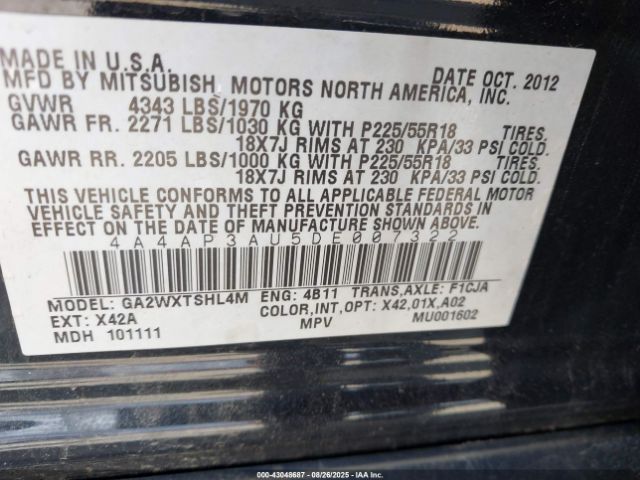 MADE IN U.S.A.
MFD BY MITSUBISHI MOTORS NORTH AMERICA, INC. DATE OCT. 2012
GVWR 4343 LBS/1970 KG
GAWR FR. 2271 LBS/1030 KG WITH P225/55R18 TIRES.
18X7J RIMS AT 230 KPA/33 PSI COLD.
GAWR RR. 2205 LBS/1000 KG WITH P225/55R18 TIRES.
18X7J RIMS AT 230 KPA/33 PSI COLD.
THIS VEHICLE CONFORMS TO ALL APPLICABLE FEDERAL MOTOR
VEHICLE SAFETY AND THEFT PREVENTION STANDARDS IN
EFFECT ON THE DATE OF MANUFACTURE SHOWN ABOVE.
4A4AP3AU5DE007322
MODEL: GA2WXTSHL4M ENG: 4B11 TRANS,AXLE: F1CJA
EXT: X42A COLOR,INT,OPT: X42,01X,A02
MDH 101111 MPV MU001602
© 2000-43048687 - 08/26/2025 - IAA Inc. - All Rights Reserved